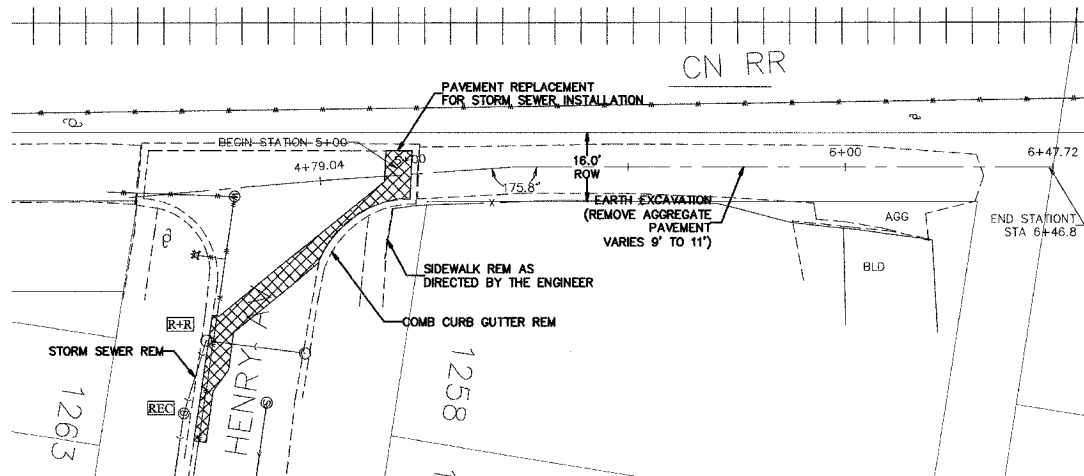 CN RR
PAVEMENT REPLACEMENT
FOR STORM SEWER INSTALLATION
BEGIN STATION 5+00
4+79.04
5+00
16.0'
ROW
6+00
6+47.72
175.8'
EARTH EXCAVATION
(REMOVE AGGREGATE
PAVEMENT
VARIES 9' TO 11')
AGG
END STATIONT
STA 6+46.8
BLD
SIDEWALK REM AS
DIRECTED BY THE ENGINEER
COMB CURB GUTTER REM
R+R
STORM SEWER REM
REC
HENRY
1263
1258